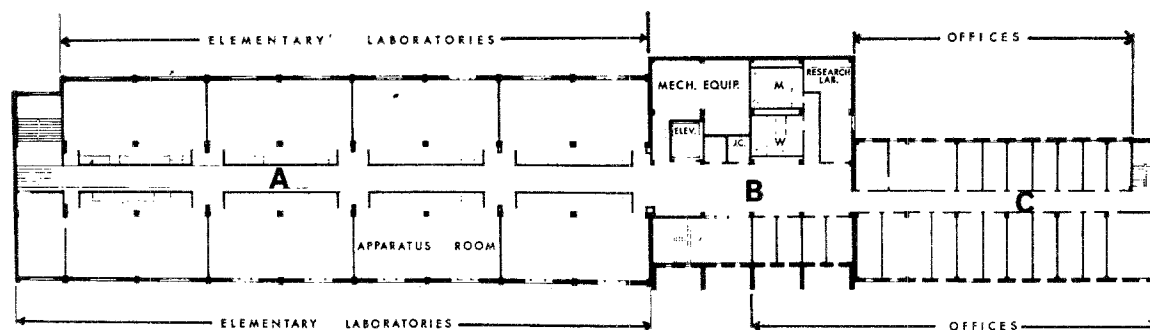 ELEMENTARY' LABORATORIES
OFFICES
MECH. EQUIP.
M
RESEARCH
LAB.
ELEV.
J.C.
W
A
B
C
APPARATUS ROOM
ELEMENTARY LABORATORIES
OFFICES